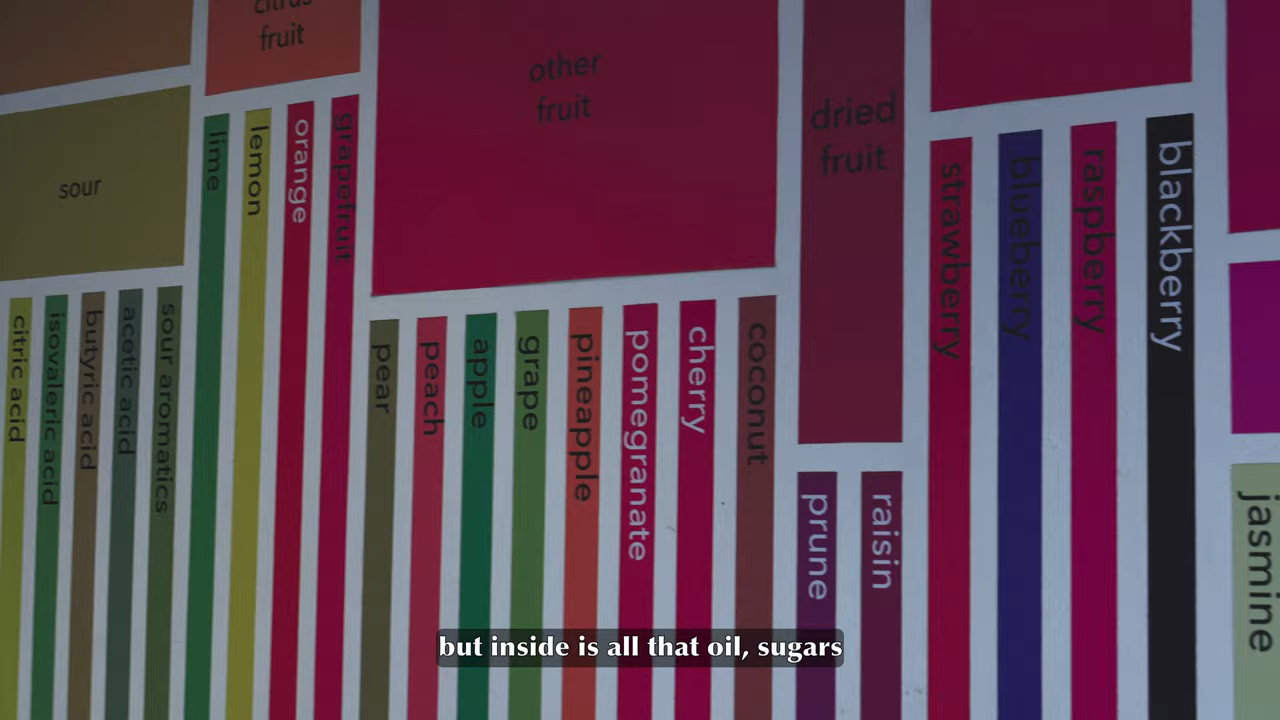 citrus
fruit
other
fruit
dried
fruit
sour
lime
lemon
orange
grapefruit
strawberry
blueberry
raspberry
blackberry
citric acid
isovaleric acid
butyric acid
acetic acid
sour aromatics
pear
peach
apple
grape
pineapple
pomegranate
cherry
coconut
prune
raisin
jasmine
but inside is all that oil, sugars